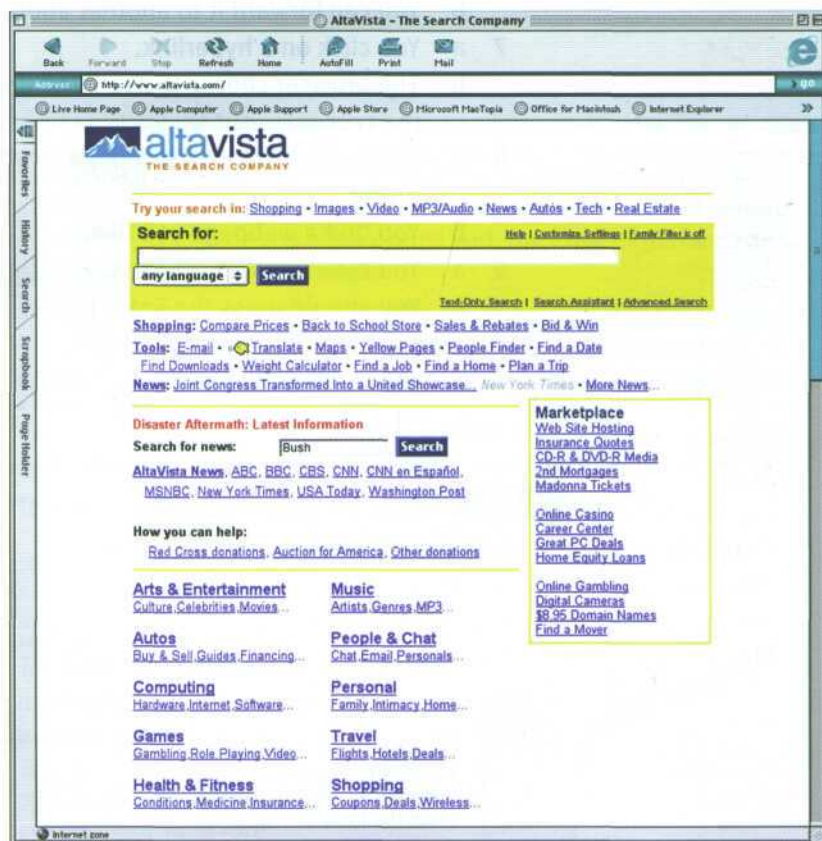 AltaVista - The Search Company
Back Forward Stop Refresh Home AutoFill Print Mail
Address: http://www.altavista.com/ go
Live Home Page Apple Computer Apple Support Apple Store Microsoft MacTopia Office for Macintosh Internet Explorer
Favorites
History
Search
Scrapbook
Page Holder
altavista
THE SEARCH COMPANY
Try your search in: Shopping • Images • Video • MP3/Audio • News • Autos • Tech • Real Estate
Search for: Help | Customize Settings | Family Filter is off
any language Search
Text-Only Search | Search Assistant | Advanced Search
Shopping: Compare Prices • Back to School Store • Sales & Rebates • Bid & Win
Tools: E-mail • Translate • Maps • Yellow Pages • People Finder • Find a Date
Find Downloads • Weight Calculator • Find a Job • Find a Home • Plan a Trip
News: Joint Congress Transformed Into a United Showcase... New York Times • More News...
Disaster Aftermath: Latest Information
Search for news: Bush Search
AltaVista News, ABC, BBC, CBS, CNN, CNN en Español,
MSNBC, New York Times, USA Today, Washington Post
How you can help:
Red Cross donations, Auction for America, Other donations
Marketplace
Web Site Hosting
Insurance Quotes
CD-R & DVD-R Media
2nd Mortgages
Madonna Tickets
Online Casino
Career Center
Great PC Deals
Home Equity Loans
Online Gambling
Digital Cameras
$8.95 Domain Names
Find a Mover
Arts & Entertainment
Culture,Celebrities,Movies...
Music
Artists,Genres,MP3...
Autos
Buy & Sell,Guides,Financing...
People & Chat
Chat,Email,Personals...
Computing
Hardware,Internet,Software...
Personal
Family,Intimacy,Home...
Games
Gambling,Role Playing,Video...
Travel
Flights,Hotels,Deals...
Health & Fitness
Conditions,Medicine,Insurance...
Shopping
Coupons,Deals,Wireless...
Internet zone